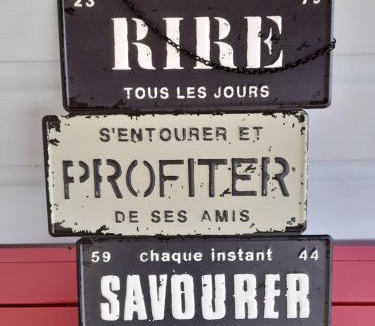 23 75
RIRE
TOUS LES JOURS
S'ENTOURER ET
PROFITER
DE SES AMIS
59 chaque instant 44
SAVOURER